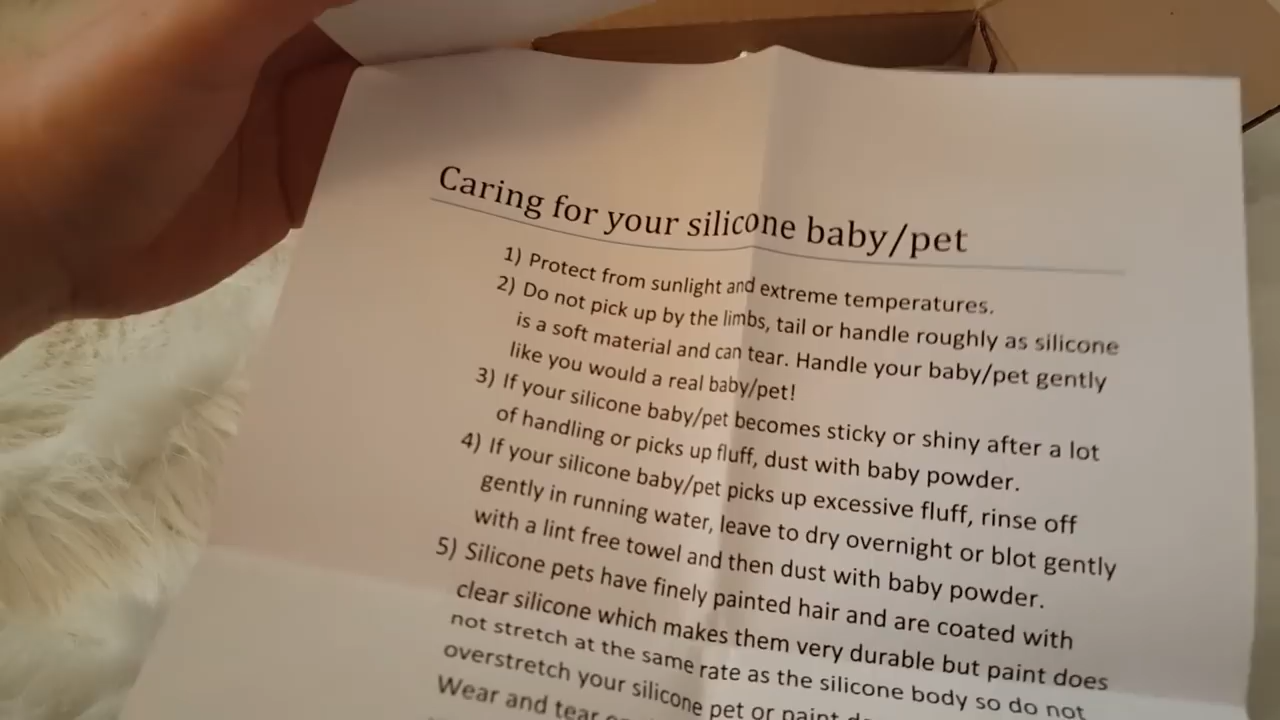 Caring for your silicone baby/pet
1) Protect from sunlight and extreme temperatures.
2) Do not pick up by the limbs, tail or handle roughly as silicone
is a soft material and can tear. Handle your baby/pet gently
like you would a real baby/pet!
3) If your silicone baby/pet becomes sticky or shiny after a lot
of handling or picks up fluff, dust with baby powder.
4) If your silicone baby/pet picks up excessive fluff, rinse off
gently in running water, leave to dry overnight or blot gently
with a lint free towel and then dust with baby powder.
5) Silicone pets have finely painted hair and are coated with
clear silicone which makes them very durable but paint does
not stretch at the same rate as the silicone body so do not
overstretch your silicone pet or paint
Wear and tear